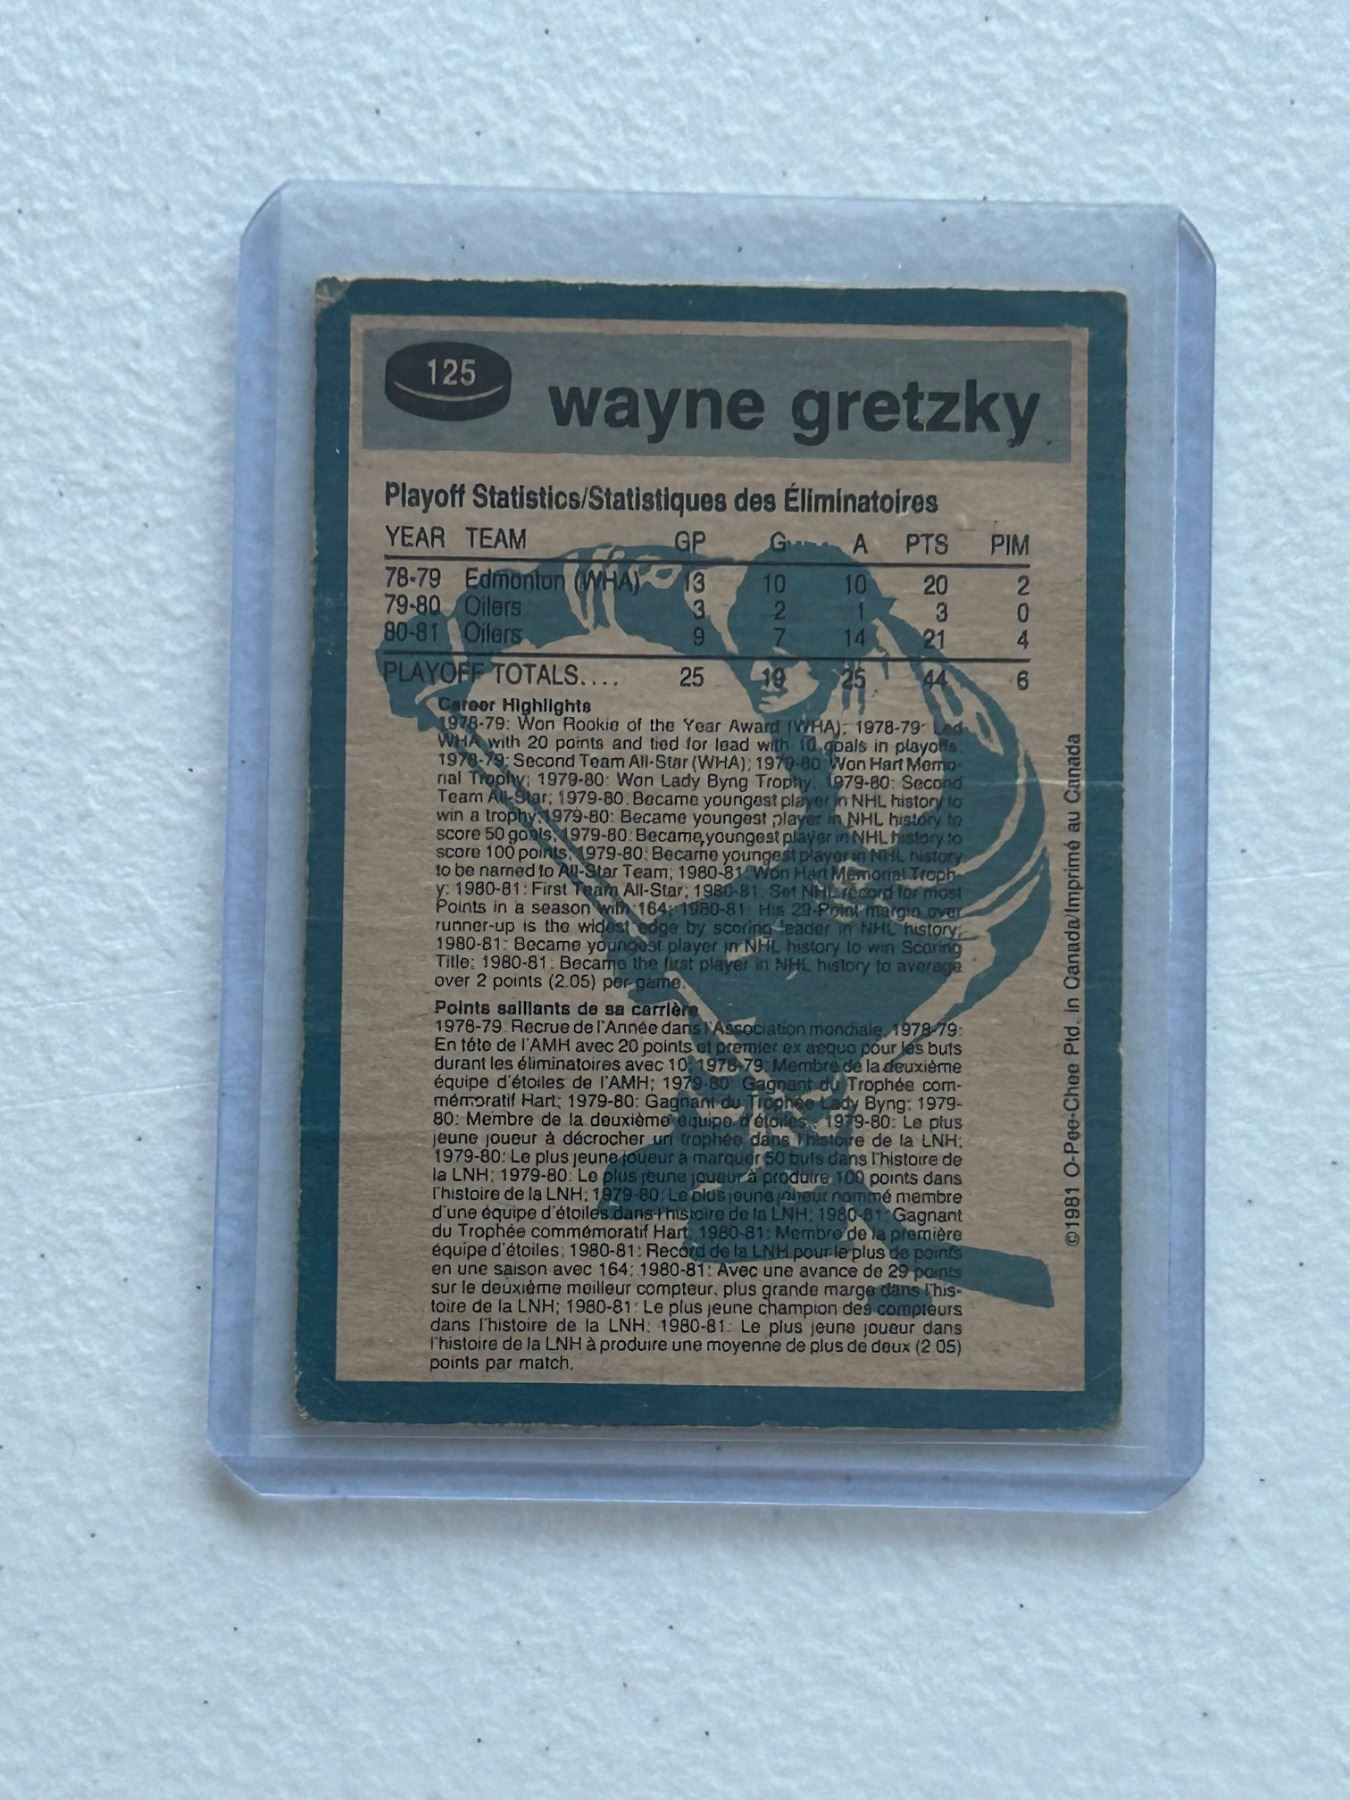 125
wayne gretzky
Playoff Statistics/Statistiques des Éliminatoires
YEAR TEAM GP G A PTS PIM
78-79 Edmonton (WHA) 13 10 10 20 2
79-80 Oilers 3 2 1 3 0
80-81 Oilers 9 7 14 21 4
PLAYOFF TOTALS.... 25 19 25 44 6
Career Highlights
1978-79: Won Rookie of the Year Award (WHA); 1978-79: Led
WHA with 20 points and tied for lead with 10 goals in playoffs.
1978-79: Second Team All-Star (WHA); 1979-80: Won Hart Memo-
rial Trophy; 1979-80: Won Lady Byng Trophy; 1979-80: Second
Team All-Star; 1979-80: Became youngest player in NHL history to
win a trophy; 1979-80: Became youngest player in NHL history to
score 50 goals; 1979-80: Became youngest player in NHL history to
score 100 points; 1979-80: Became youngest player in NHL history
to be named to All-Star Team; 1980-81: Won Hart Memorial Troph-
y: 1980-81: First Team All-Star; 1980-81: Set NHL record for most
Points in a season with 164; 1980-81: His 29-Point margin over
runner-up is the widest edge by scoring leader in NHL history;
1980-81: Became youngest player in NHL history to win Scoring
Title; 1980-81: Became the first player in NHL history to average
over 2 points (2.05) per game.
Points saillants de sa carrière
1978-79: Recrue de l'Année dans l'Association mondiale; 1978-79:
En tête de l'AMH avec 20 points et premier ex aequo pour les buts
durant les éliminatoires avec 10; 1978-79: Membre de la deuxième
équipe d'étoiles de l'AMH; 1979-80: Gagnant du Trophée com-
mémoratif Hart; 1979-80: Gagnant du Trophée Lady Byng; 1979-
80: Membre de la deuxième équipe d'étoiles; 1979-80: Le plus
jeune joueur à décrocher un trophée dans l'histoire de la LNH;
1979-80: Le plus jeune joueur à marquer 50 buts dans l'histoire de
la LNH; 1979-80: Le plus jeune joueur à produire 100 points dans
l'histoire de la LNH; 1979-80: Le plus jeune joueur nommé membre
d'une équipe d'étoiles dans l'histoire de la LNH; 1980-81: Gagnant
du Trophée commémoratif Hart; 1980-81: Membre de la première
équipe d'étoiles; 1980-81: Record de la LNH pour le plus de points
en une saison avec 164; 1980-81: Avec une avance de 29 points
sur le deuxième meilleur compteur, plus grande marge dans l'his-
toire de la LNH; 1980-81: Le plus jeune champion des compteurs
dans l'histoire de la LNH; 1980-81: Le plus jeune joueur dans
l'histoire de la LNH à produire une moyenne de plus de deux (2.05)
points par match.
©1981 O-Pee-Chee Ptd. in Canada/Imprimé au Canada